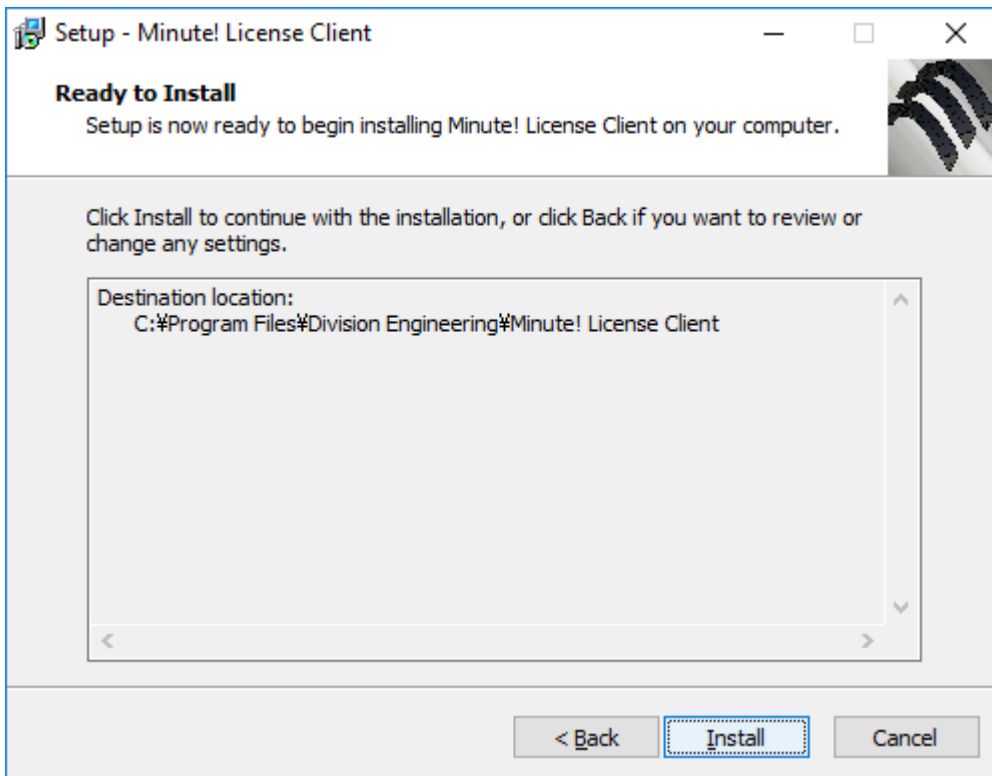 Setup - Minute! License Client
Ready to Install
Setup is now ready to begin installing Minute! License Client on your computer.
Click Install to continue with the installation, or click Back if you want to review or
change any settings.
Destination location:
C:¥Program Files¥Division Engineering¥Minute! License Client
< Back
Install
Cancel